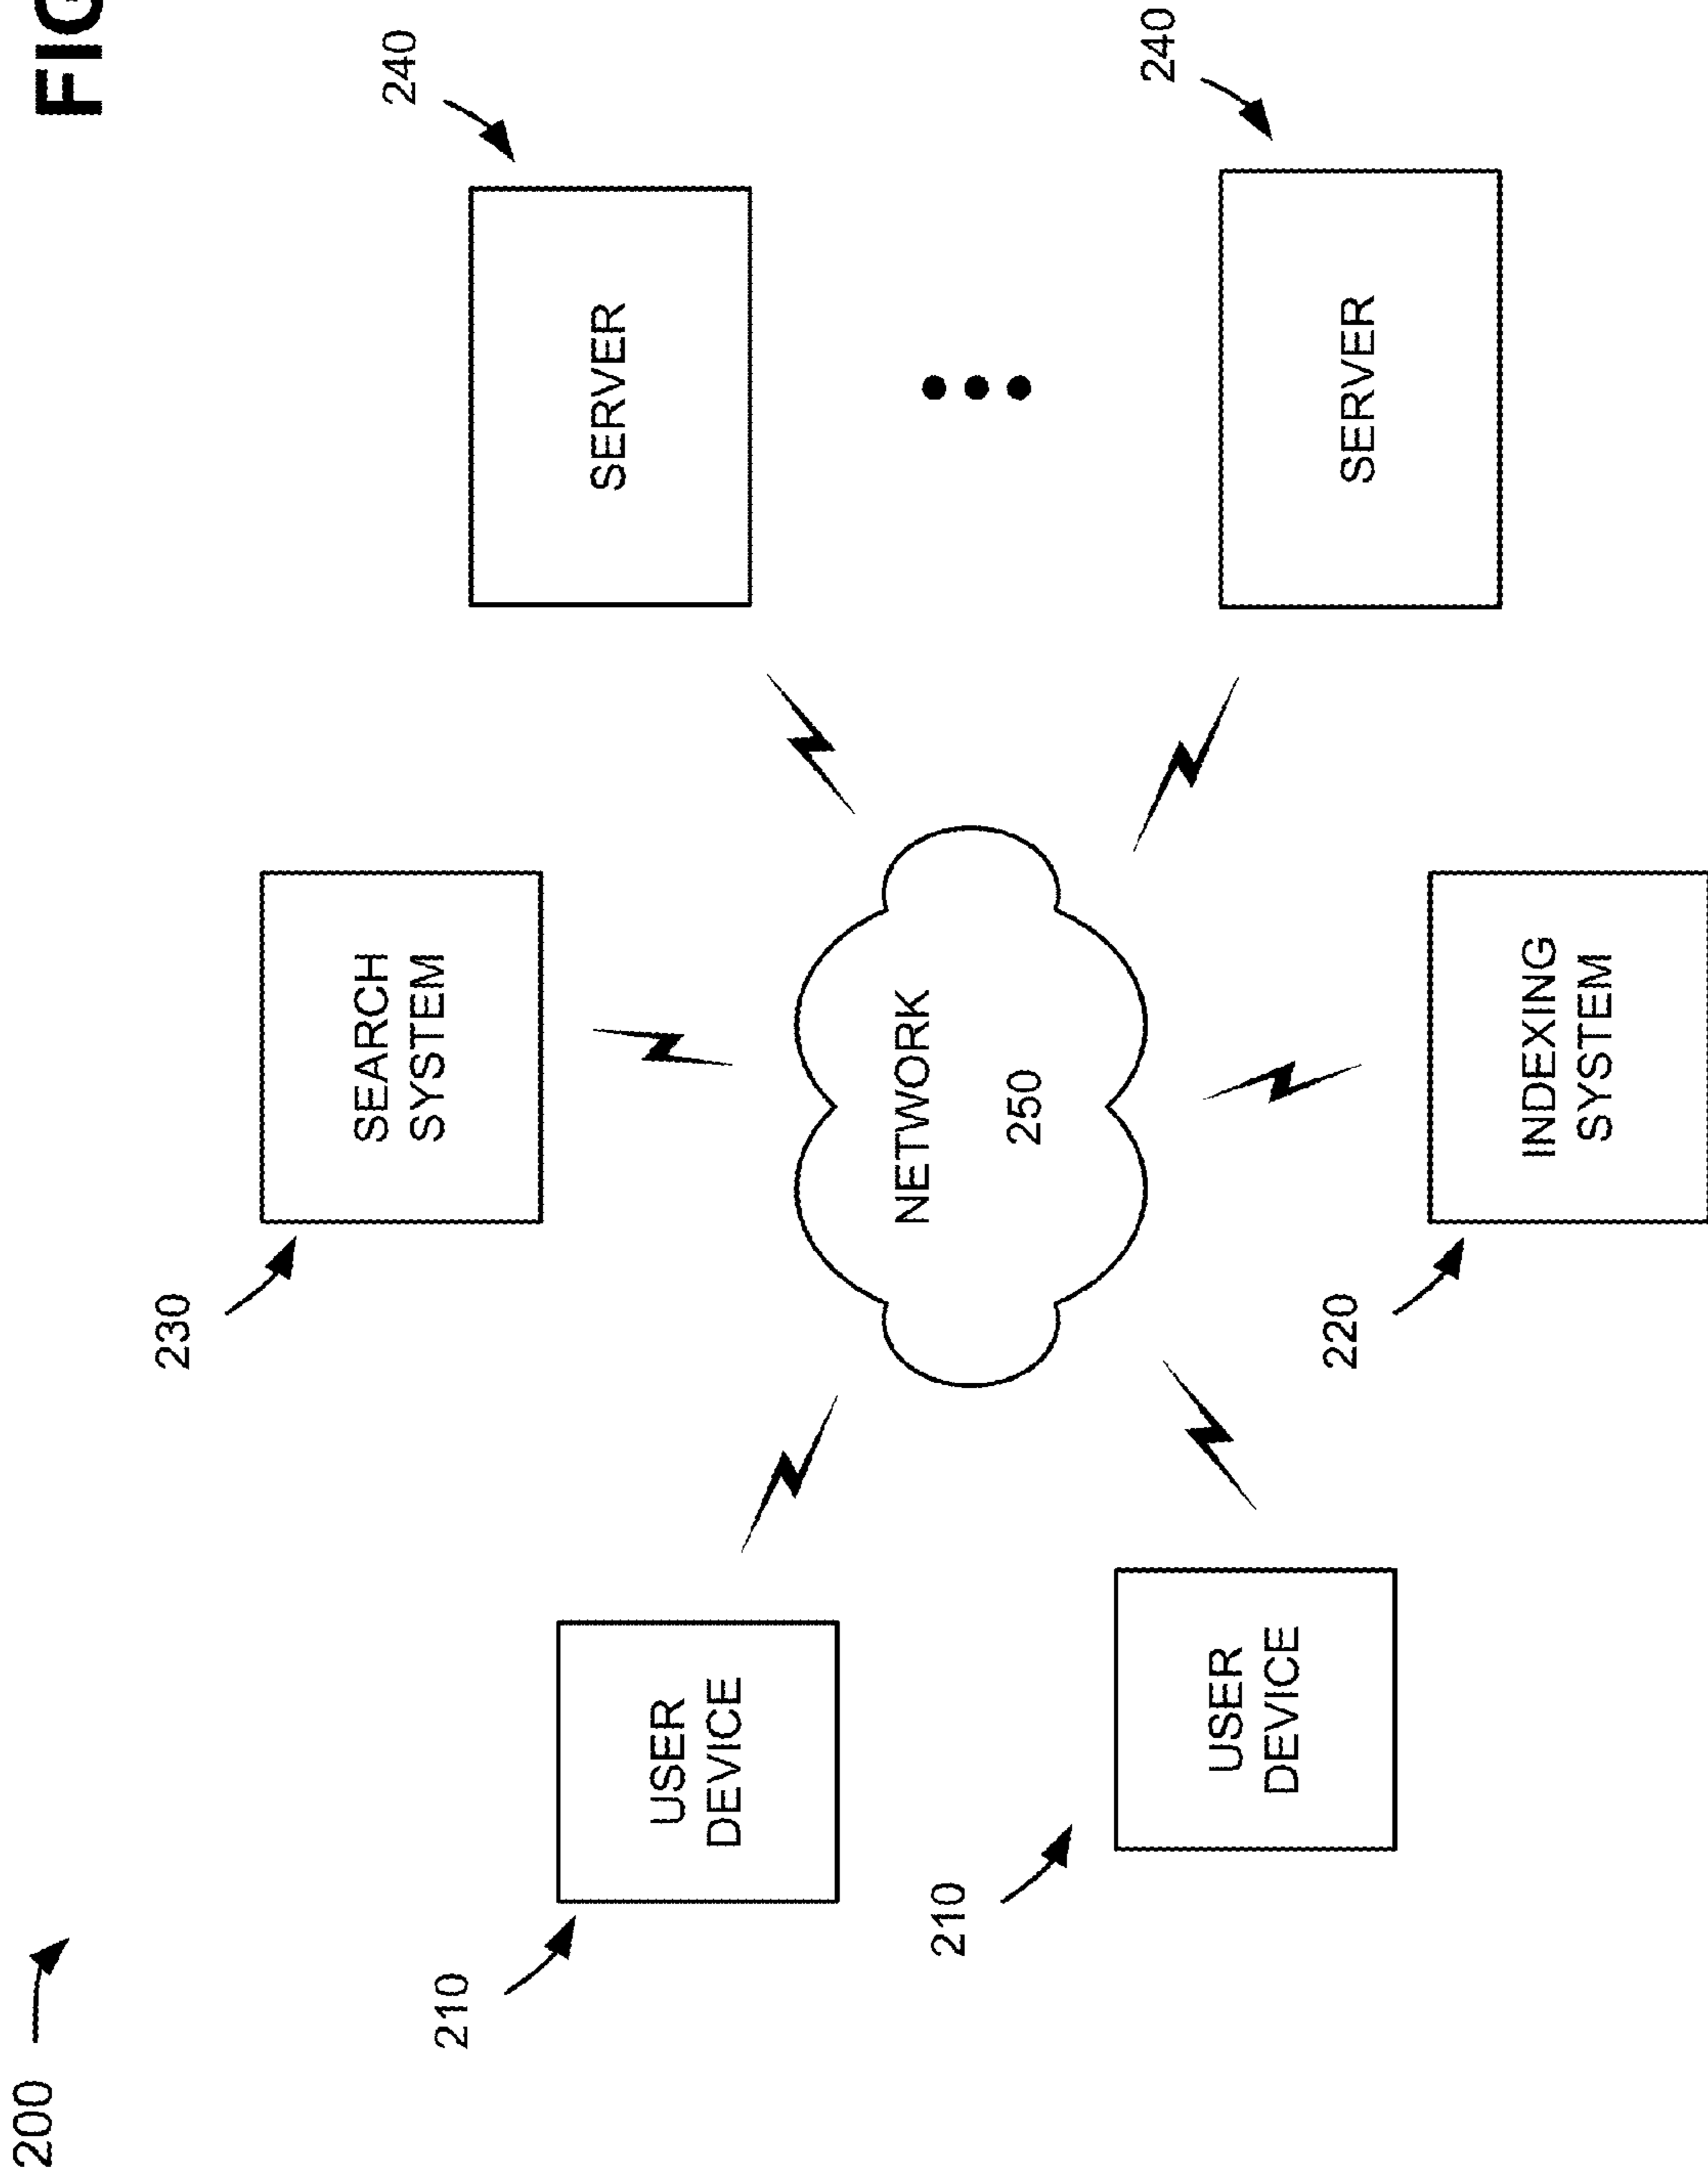 200
FIG
230
SEARCH
SYSTEM
240
210
SERVER
USER
DEVICE
NETWORK
250
210
240
USER
DEVICE
220
SERVER
INDEXING
SYSTEM